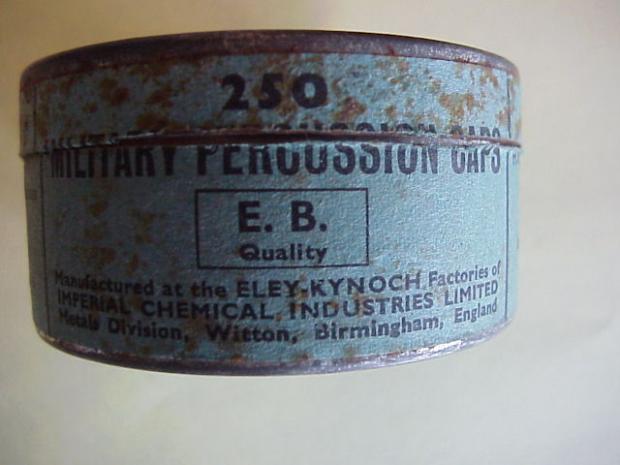 250
MILITARY PERCUSSION CAPS
E. B.
Quality
Manufactured at the ELEY-KYNOCH Factories of
IMPERIAL CHEMICAL INDUSTRIES LIMITED
Metals Division, Witton, Birmingham, England